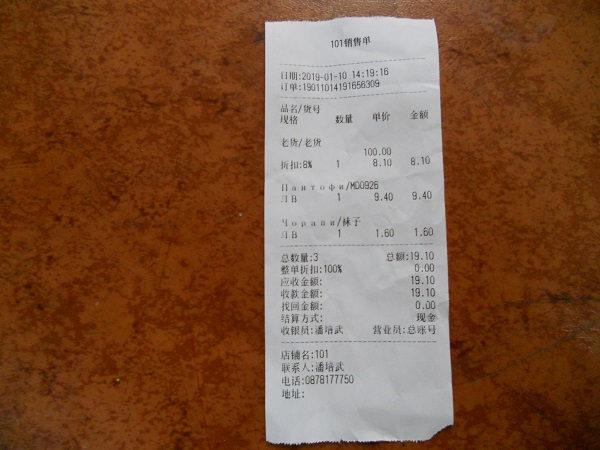 101销售单
日期:2019-01-10 14:19:16
订单:19011014191656309
品名/货号
规格 数量 单价 金额
老货/老货
100.00
折扣:8% 1 8.10 8.10
Пантофи/MD0926
ЛВ 1 9.40 9.40
Чорапи/袜子
ЛВ 1 1.60 1.60
总数量:3 总额:19.10
整单折扣:100% 0.00
应收金额: 19.10
收款金额: 19.10
找回金额: 0.00
结算方式: 现金
收银员:潘培武 营业员:总账号
店铺名:101
联系人:潘培武
电话:0878177750
地址: